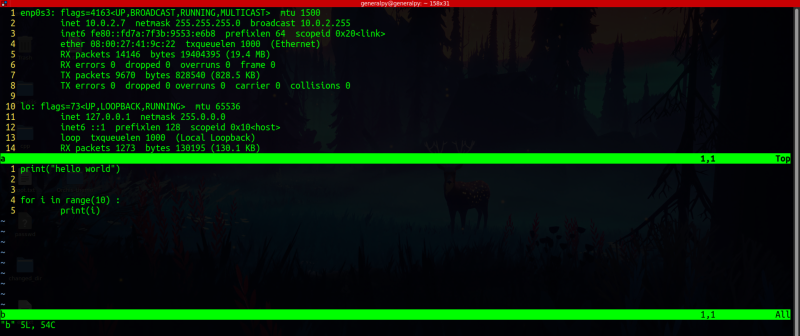 generalpy@generalpy: ~ 158x31
1 enp0s3: flags=4163<UP,BROADCAST,RUNNING,MULTICAST>  mtu 1500
2         inet 10.0.2.7  netmask 255.255.255.0  broadcast 10.0.2.255
3         inet6 fe80::fd7a:7f3b:9553:e6b8  prefixlen 64  scopeid 0x20<link>
4         ether 08:00:27:41:9c:22  txqueuelen 1000  (Ethernet)
5         RX packets 14146  bytes 19404395 (19.4 MB)
6         RX errors 0  dropped 0  overruns 0  frame 0
7         TX packets 9670  bytes 828540 (828.5 KB)
8         TX errors 0  dropped 0 overruns 0  carrier 0  collisions 0
9
10 lo: flags=73<UP,LOOPBACK,RUNNING>  mtu 65536
11         inet 127.0.0.1  netmask 255.0.0.0
12         inet6 ::1  prefixlen 128  scopeid 0x10<host>
13         loop  txqueuelen 1000  (Local Loopback)
14         RX packets 1273  bytes 130195 (130.1 KB)
a 1,1 Top
1 print("hello world")
2
3
4 for i in range(10) :
5         print(i)
~
~
~
~
~
~
~
~
~
b 1,1 All
"b" 5L, 54C